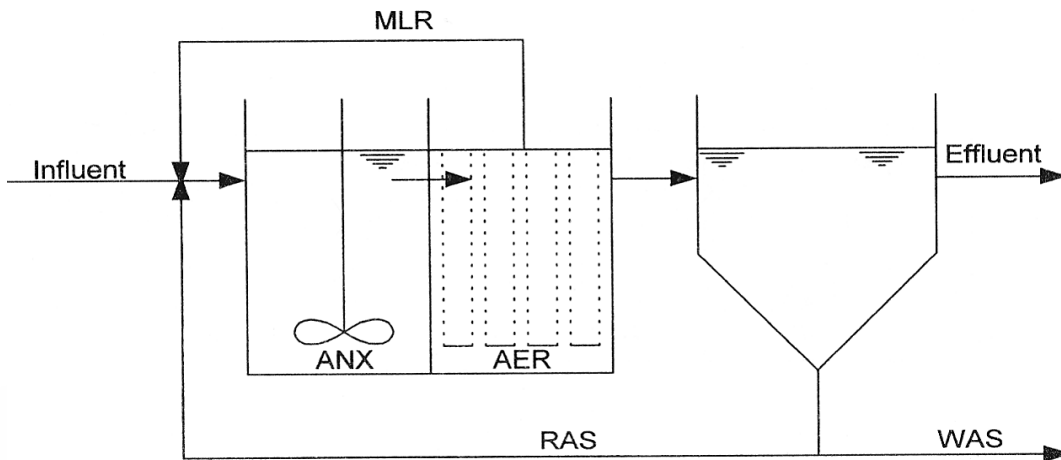 MLR
Influent
Effluent
ANX
AER
RAS
WAS